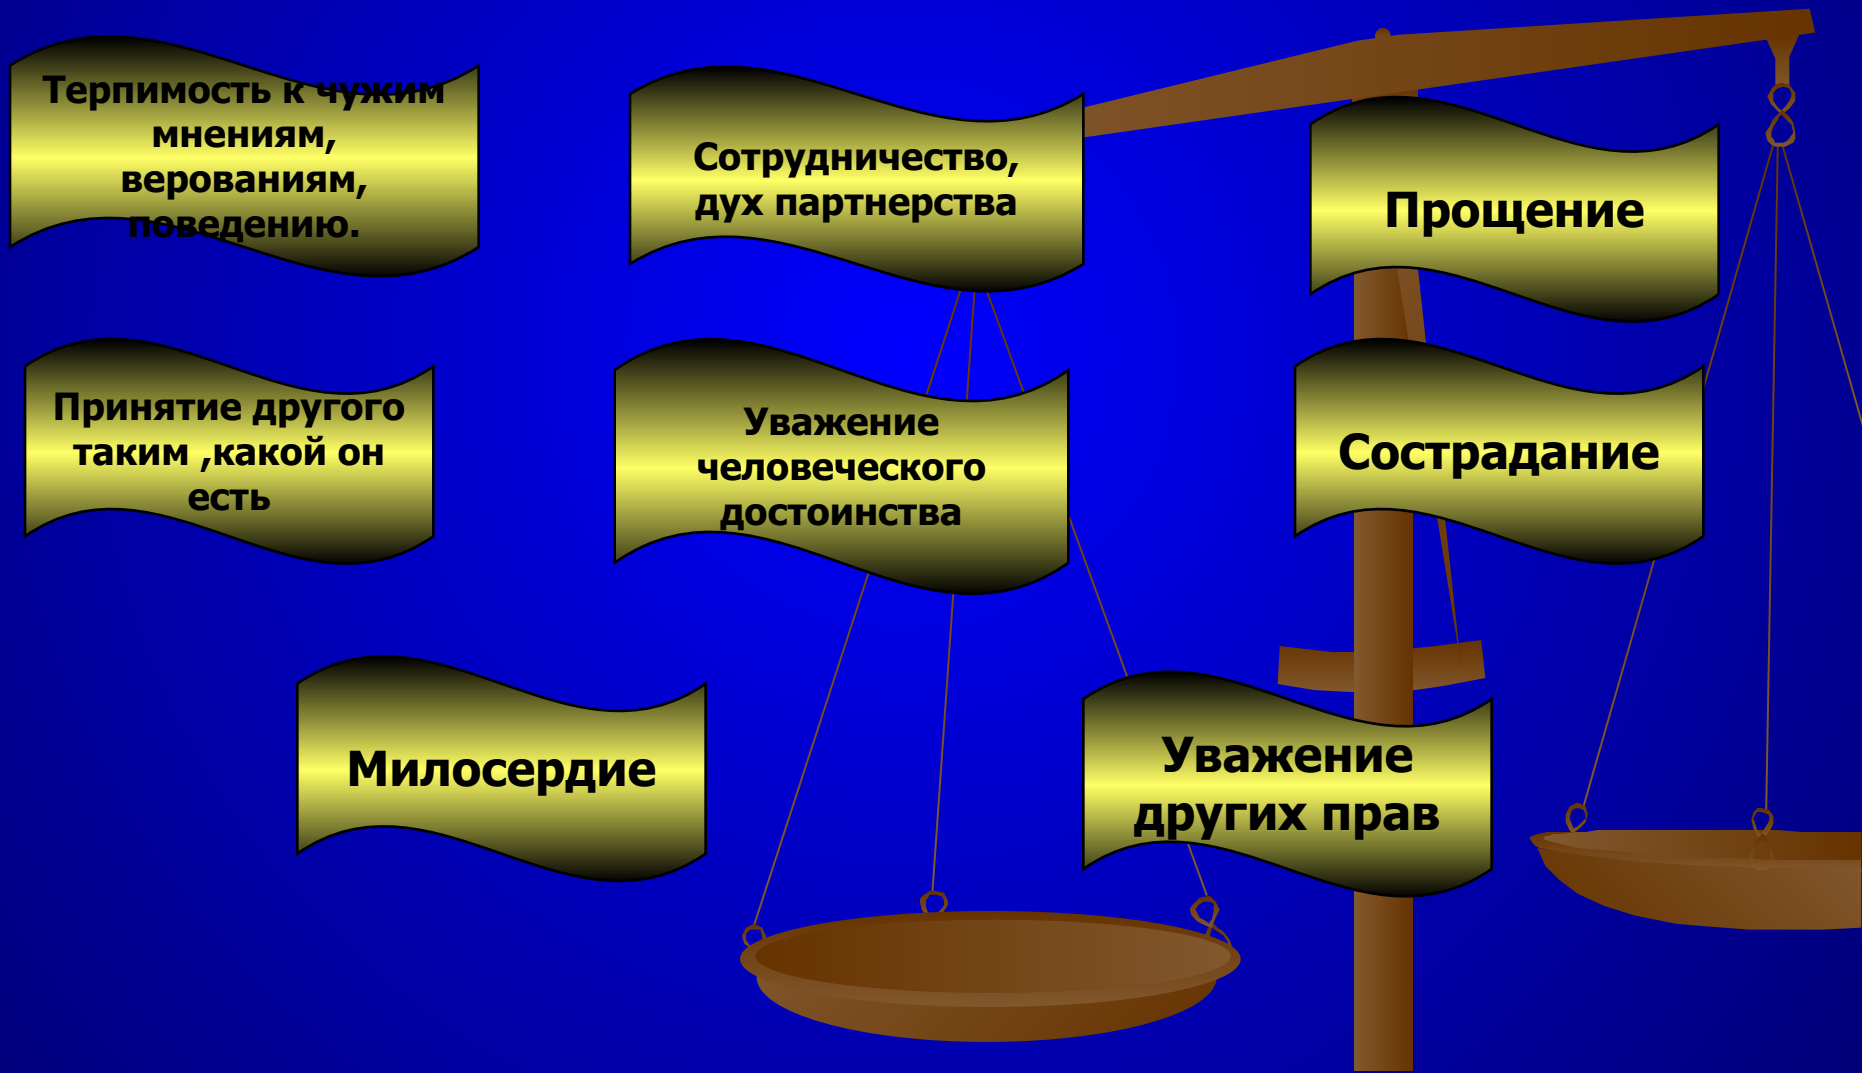 Терпимость к чужим
мнениям,
верованиям,
поведению.
Сотрудничество,
дух партнерства
Прощение
Принятие другого
таким ,какой он
есть
Уважение
человеческого
достоинства
Сострадание
Милосердие
Уважение
других прав